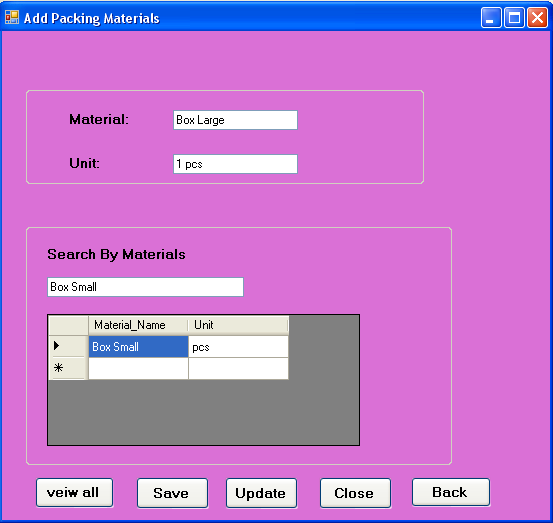 Add Packing Materials
Material: Box Large
Unit: 1 pcs
Search By Materials
Box Small
Material_Name Unit
Box Small pcs
veiw all Save Update Close Back